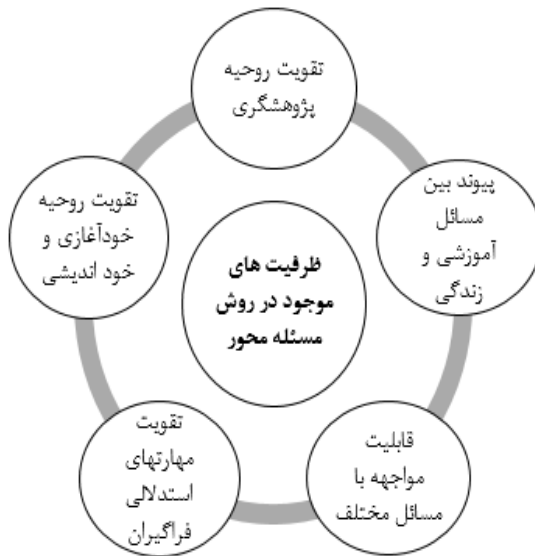 تقویت روحیه
پژوهشگری
پیوند بین
مسائل
آموزشی و
زندگی
قابلیت
مواجهه با
مسائل مختلف
تقویت
مهارتهای
استدلالی
فراگیران
تقویت روحیه
خودآغازی و
خود اندیشی
ظرفیت های
موجود در روش
مسئله محور